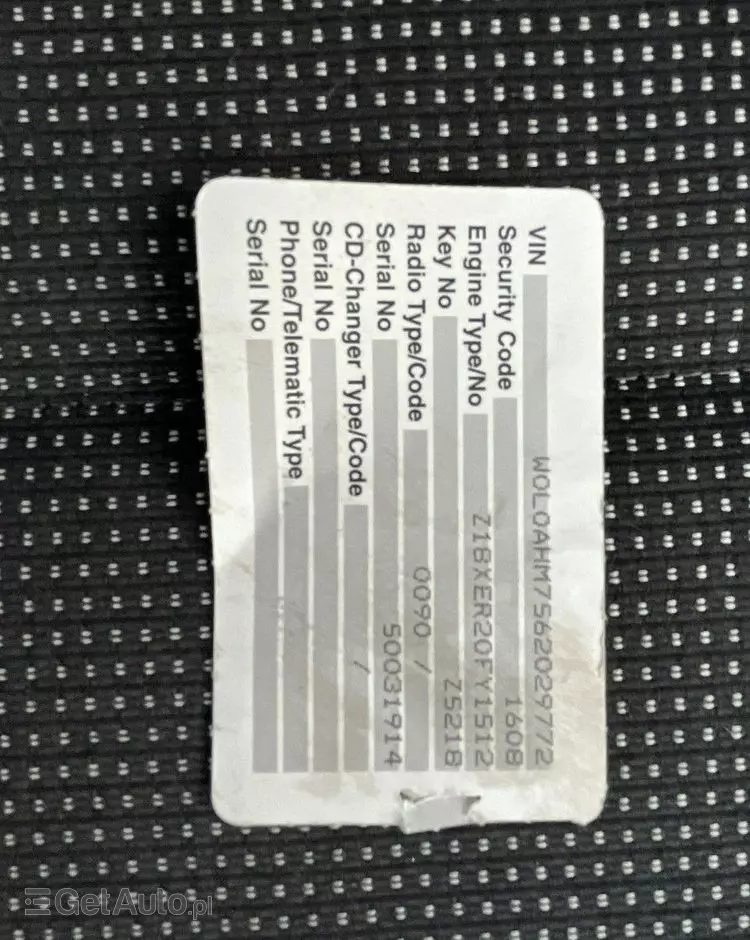 VIN W0L0AHM7562029772
Security Code 1608
Engine Type/No Z18XER20FY1512
Key No Z5218
Radio Type/Code 0090 /
Serial No 50031914
CD-Changer Type/Code /
Serial No
Phone/Telematic Type
Serial No
GetAuto.pl